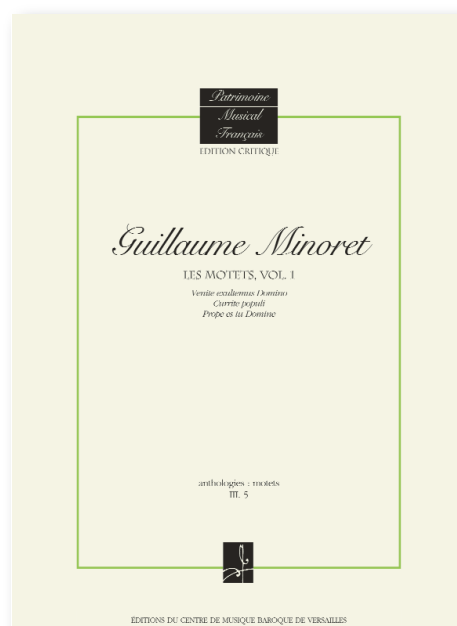 Patrimoine
Musical
Français
EDITION CRITIQUE
Guillaume Minoret
LES MOTETS, VOL. I
Venite exultemus Domino
Currite populi
Prope es tu Domine
anthologies : motets
III. 5
ÉDITIONS DU CENTRE DE MUSIQUE BAROQUE DE VERSAILLES